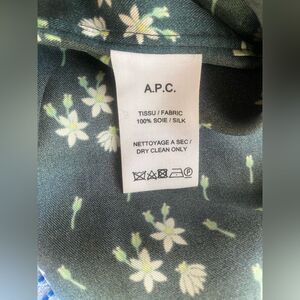 A.P.C.
TISSU / FABRIC
100% SOIE / SILK
NETTOYAGE A SEC /
DRY CLEAN ONLY
P